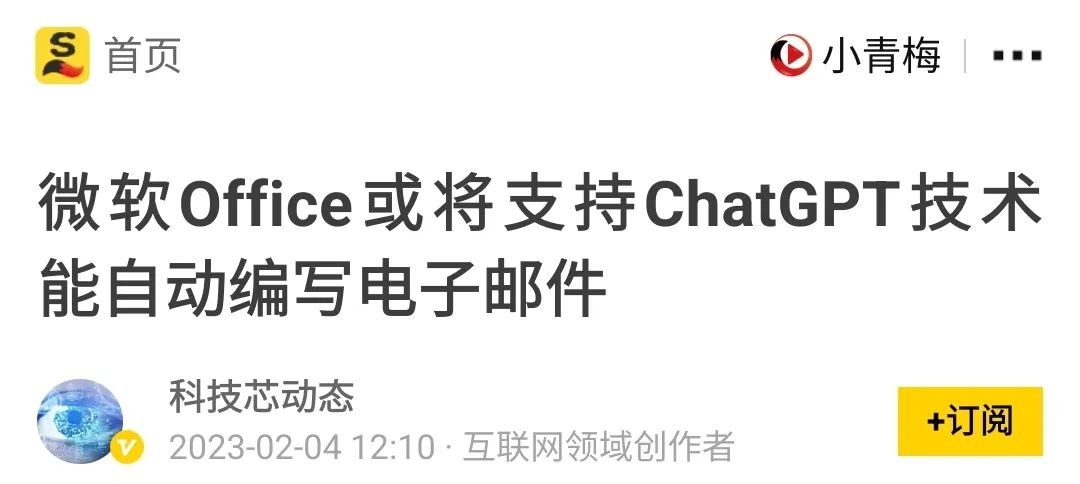 S 首页
小青梅
微软Office或将支持ChatGPT技术
能自动编写电子邮件
科技芯动态
2023-02-04 12:10 · 互联网领域创作者
+订阅